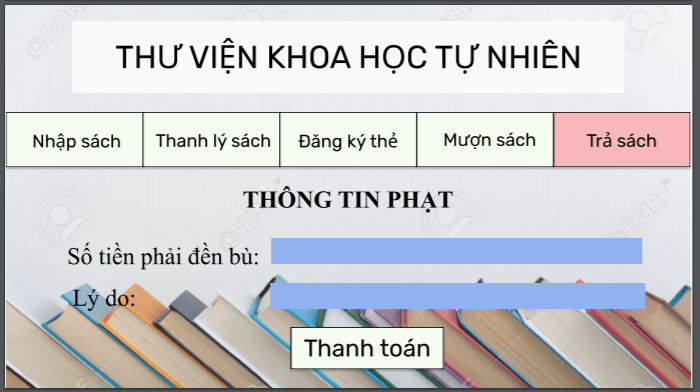 THƯ VIỆN KHOA HỌC TỰ NHIÊN
Nhập sách
Thanh lý sách
Đăng ký thẻ
Mượn sách
Trả sách
THÔNG TIN PHẠT
Số tiền phải đền bù:
Lý do:
Thanh toán
123RF